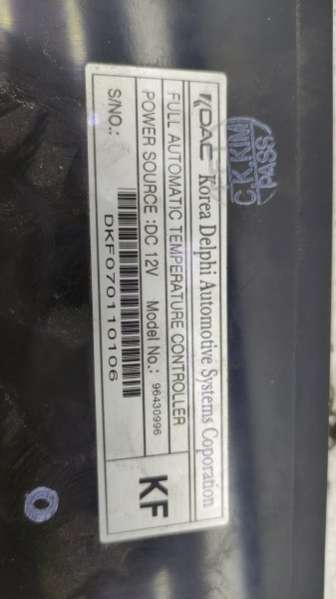 KDAC Korea Delphi Automotive Systems Coporation
FULL AUTOMATIC TEMPERATURE CONTROLLER
POWER SOURCE :DC 12V Model No.: 96430996
KF
S/NO.:
DKF070110106
PASS
C.K.KIM